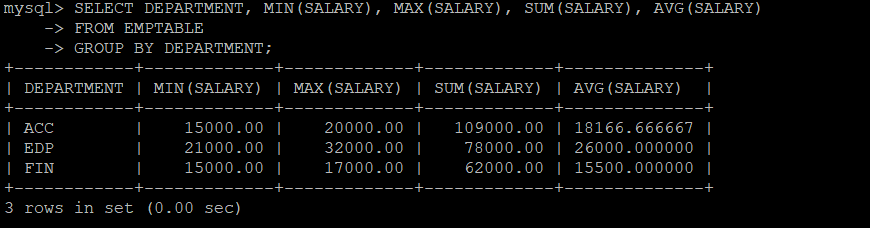 mysql> SELECT DEPARTMENT, MIN(SALARY), MAX(SALARY), SUM(SALARY), AVG(SALARY)
    -> FROM EMPTABLE
    -> GROUP BY DEPARTMENT;
+------------+-------------+-------------+-------------+--------------+
| DEPARTMENT | MIN(SALARY) | MAX(SALARY) | SUM(SALARY) | AVG(SALARY)  |
+------------+-------------+-------------+-------------+--------------+
| ACC        |    15000.00 |    20000.00 |   109000.00 | 18166.666667 |
| EDP        |    21000.00 |    32000.00 |    78000.00 | 26000.000000 |
| FIN        |    15000.00 |    17000.00 |    62000.00 | 15500.000000 |
+------------+-------------+-------------+-------------+--------------+
3 rows in set (0.00 sec)